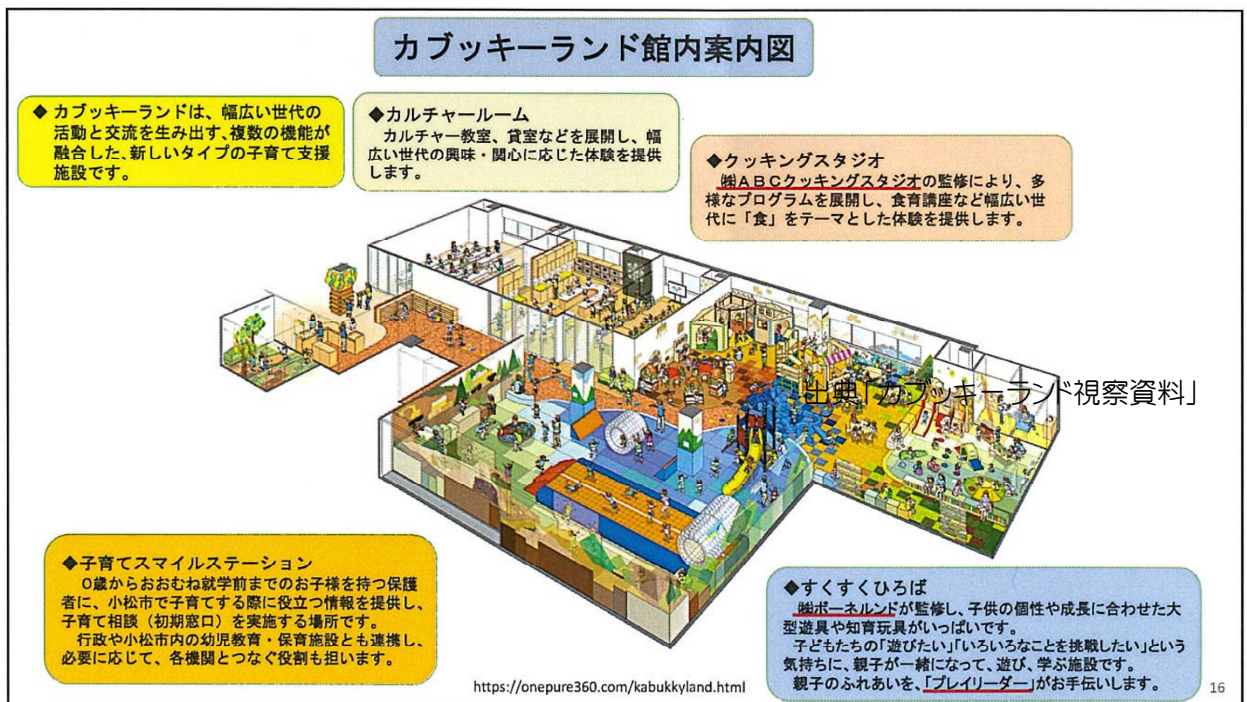 カブッキーランド館内案内図
◆ カブッキーランドは、幅広い世代の
活動と交流を生み出す、複数の機能が
融合した、新しいタイプの子育て支援
施設です。
◆カルチャールーム
カルチャー教室、貸室などを展開し、幅
広い世代の興味・関心に応じた体験を提供
します。
◆クッキングスタジオ
㈱ABCクッキングスタジオの監修により、多
様なプログラムを展開し、食育講座など幅広い世
代に「食」をテーマとした体験を提供します。
出典「カブッキーランド視察資料」
◆子育てスマイルステーション
0歳からおおむね就学前までのお子様を持つ保護
者に、小松市で子育てする際に役立つ情報を提供し、
子育て相談（初期窓口）を実施する場所です。
行政や小松市内の幼児教育・保育施設とも連携し、
必要に応じて、各機関とつなぐ役割も担います。
◆すくすくひろば
㈱ボーネルンドが監修し、子供の個性や成長に合わせた大
型遊具や知育玩具がいっぱいです。
子どもたちの「遊びたい」「いろいろなことを挑戦したい」という
気持ちに、親子が一緒になって、遊び、学ぶ施設です。
親子のふれあいを、「プレイリーダー」がお手伝いします。
https://onepure360.com/kabukkyland.html
16